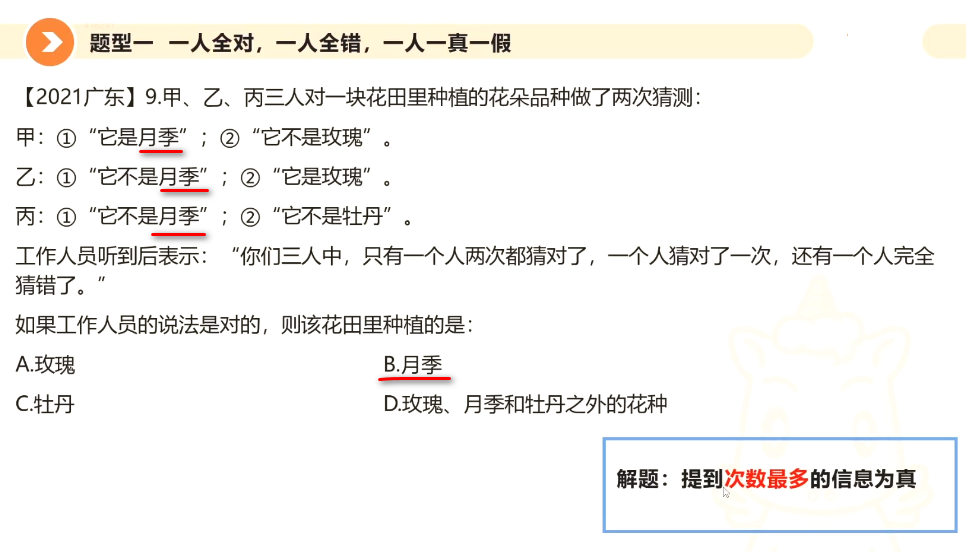 题型一 一人全对，一人全错，一人一真一假
【2021广东】9.甲、乙、丙三人对一块花田里种植的花朵品种做了两次猜测：
甲：①“它是月季”；②“它不是玫瑰”。
乙：①“它不是月季”；②“它是玫瑰”。
丙：①“它不是月季”；②“它不是牡丹”。
工作人员听到后表示：“你们三人中，只有一个人两次都猜对了，一个人猜对了一次，还有一个人完全
猜错了。”
如果工作人员的说法是对的，则该花田里种植的是：
A.玫瑰 B.月季
C.牡丹 D.玫瑰、月季和牡丹之外的花种
解题：提到次数最多的信息为真